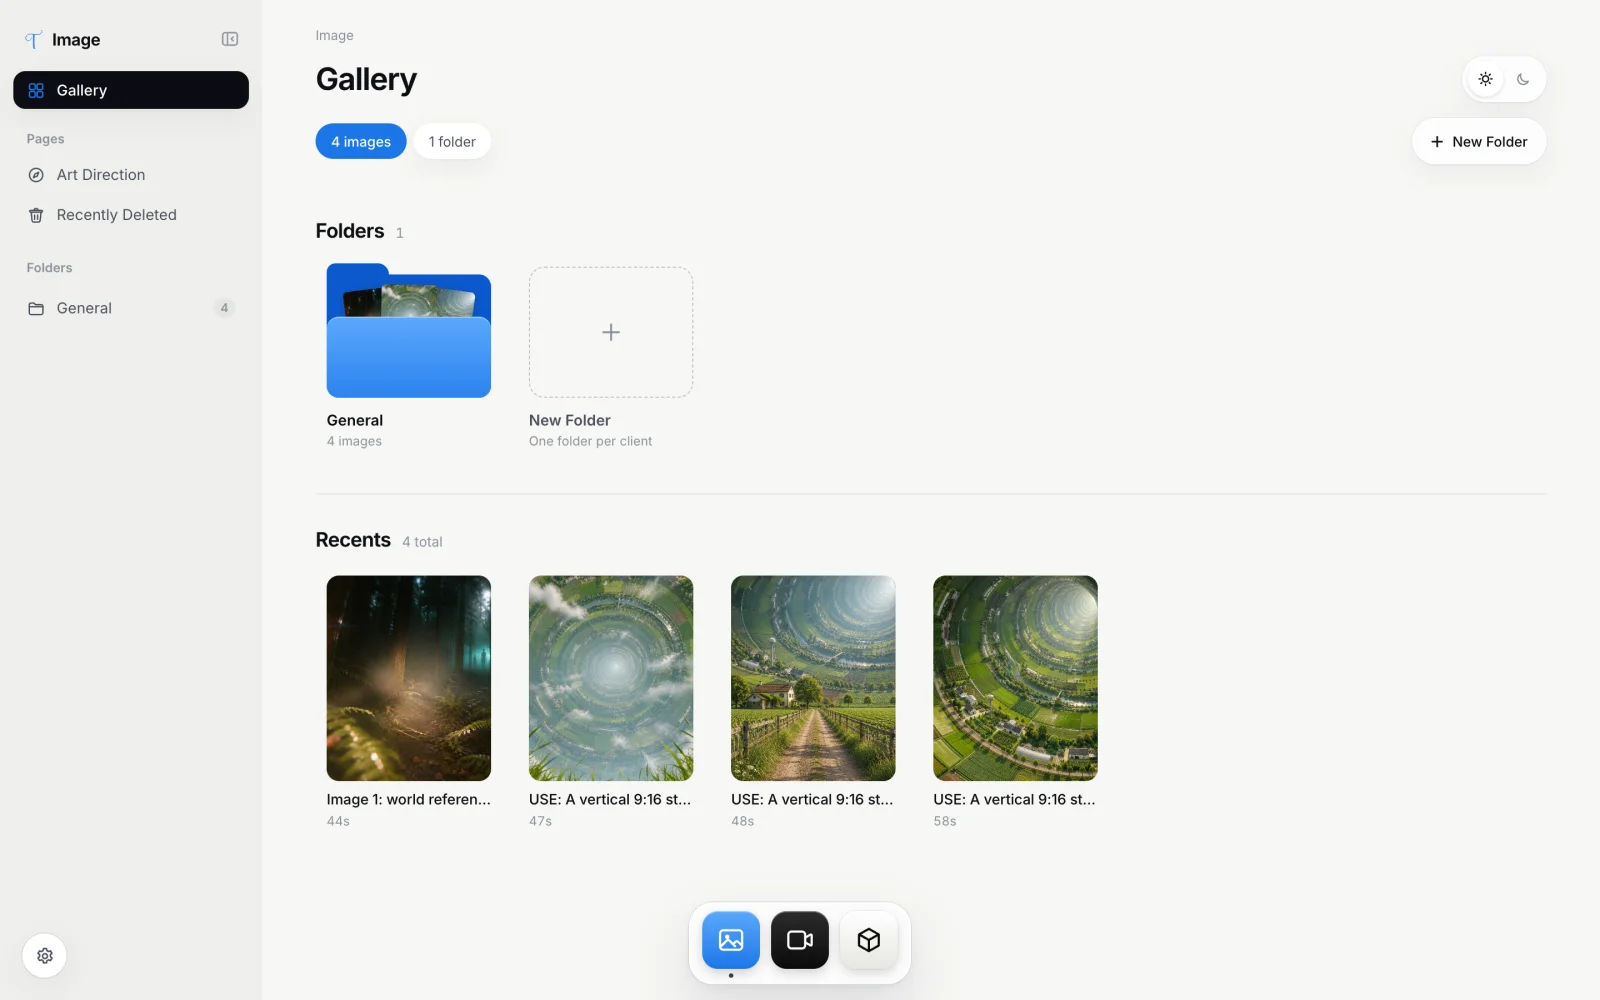 Image
Gallery
Pages
Art Direction
Recently Deleted
Folders
General 4
Image
Gallery
4 images
1 folder
New Folder
Folders 1
General
4 images
New Folder
One folder per client
Recents 4 total
Image 1: world referen...
44s
USE: A vertical 9:16 st...
47s
USE: A vertical 9:16 st...
48s
USE: A vertical 9:16 st...
58s